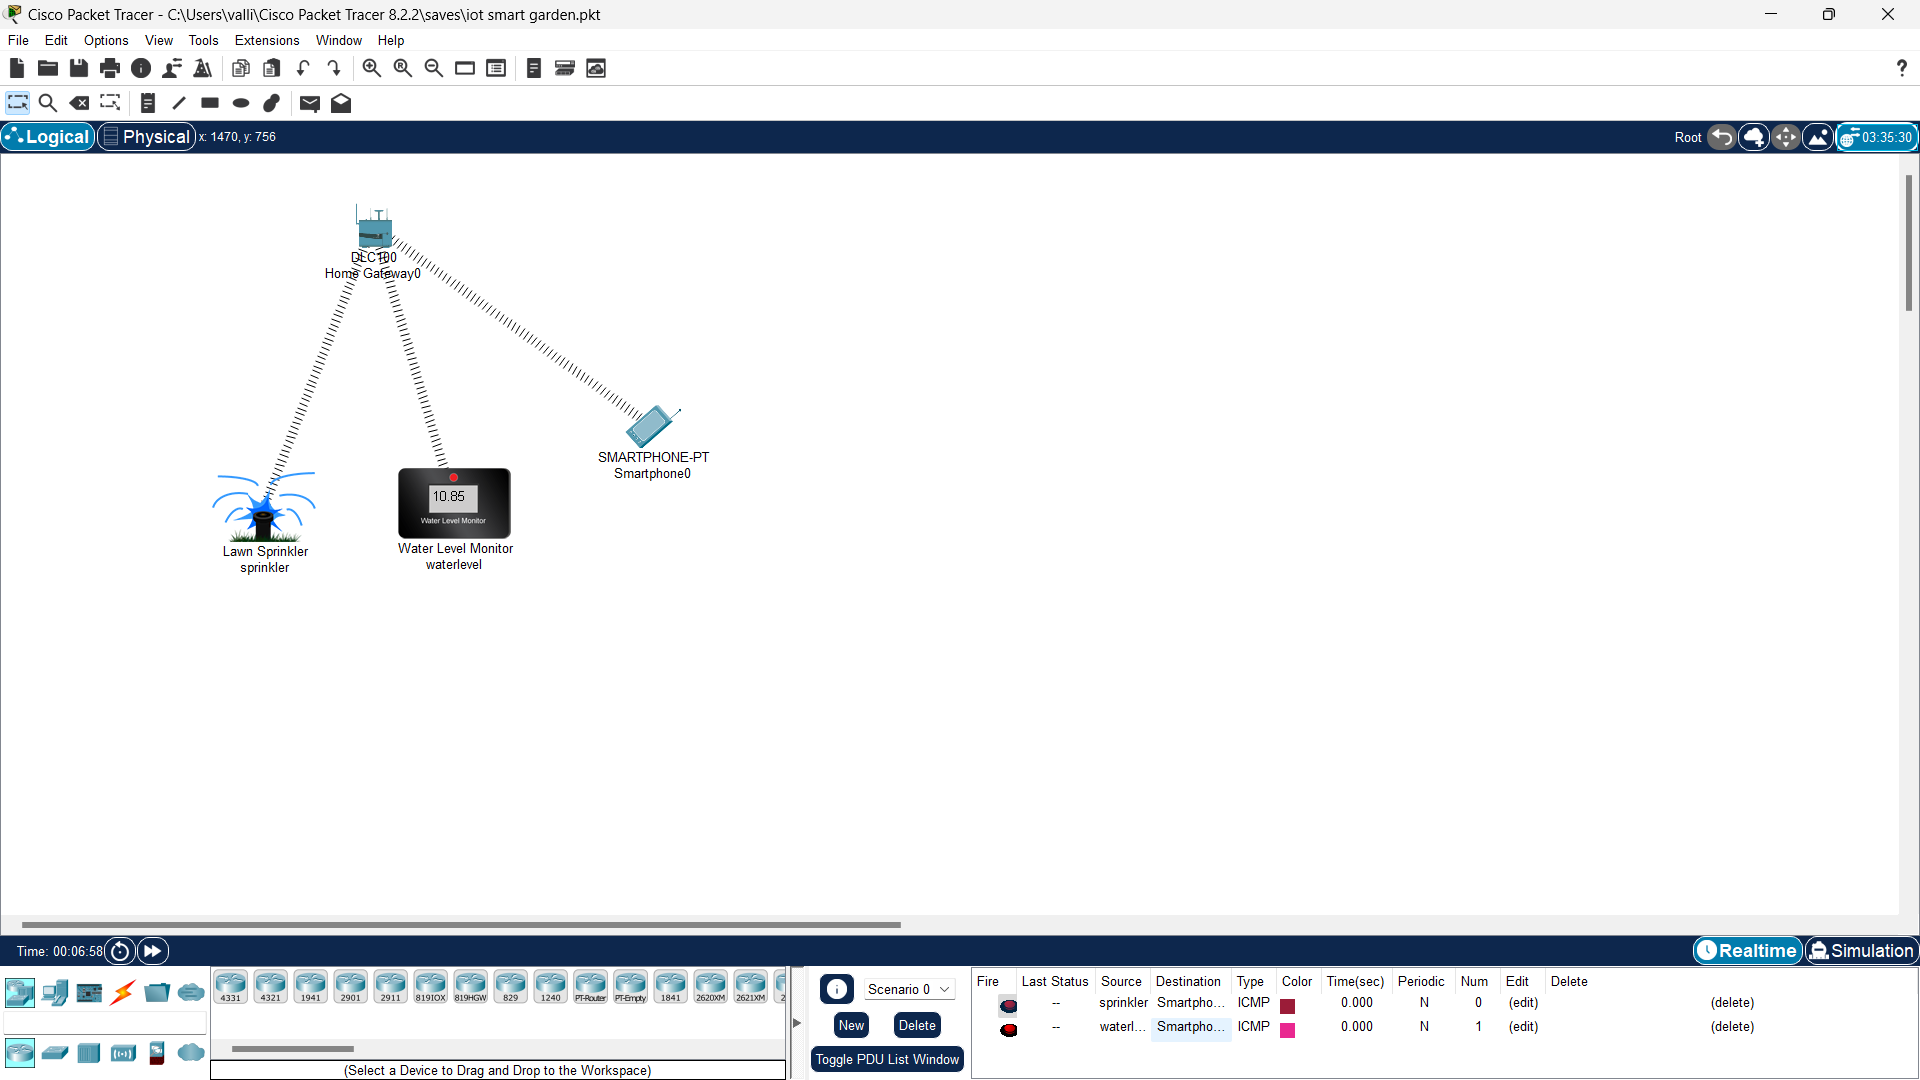 Cisco Packet Tracer - C:\Users\valli\Cisco Packet Tracer 8.2.2\saves\iot smart garden.pkt
File Edit Options View Tools Extensions Window Help
Logical Physical x: 1470, y: 756 Root 03:35:30
DLC100
Home Gateway0
SMARTPHONE-PT
Smartphone0
10.85
Water Level Monitor
Lawn Sprinkler
sprinkler
Water Level Monitor
waterlevel
Time: 00:06:58 Realtime Simulation
4331 4321 1941 2901 2911 819IOX 819HGW 829 1240 PT-Router PT-Empty 1841 2620XM 2621XM 2
(Select a Device to Drag and Drop to the Workspace)
Scenario 0
New Delete
Toggle PDU List Window
Fire Last Status Source Destination Type Color Time(sec) Periodic Num Edit Delete
-- sprinkler Smartpho... ICMP 0.000 N 0 (edit) (delete)
-- waterl... Smartpho... ICMP 0.000 N 1 (edit) (delete)